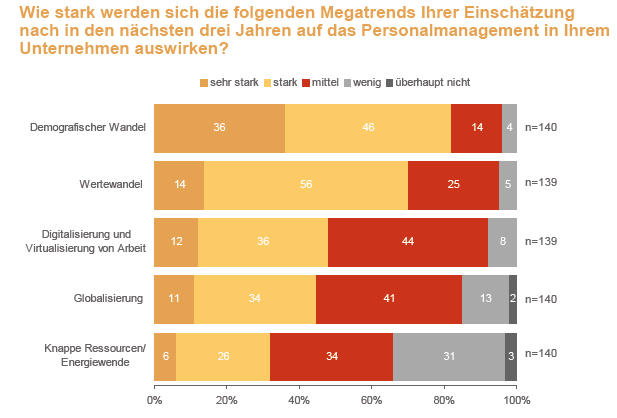 Wie stark werden sich die folgenden Megatrends Ihrer Einschätzung
nach in den nächsten drei Jahren auf das Personalmanagement in Ihrem
Unternehmen auswirken?
sehr stark stark mittel wenig überhaupt nicht
Demografischer Wandel 36 46 14 4 n=140
Wertewandel 14 56 25 5 n=139
Digitalisierung und
Virtualisierung von Arbeit 12 36 44 8 n=139
Globalisierung 11 34 41 13 2 n=140
Knappe Ressourcen/
Energiewende 6 26 34 31 3 n=140
0% 20% 40% 60% 80% 100%